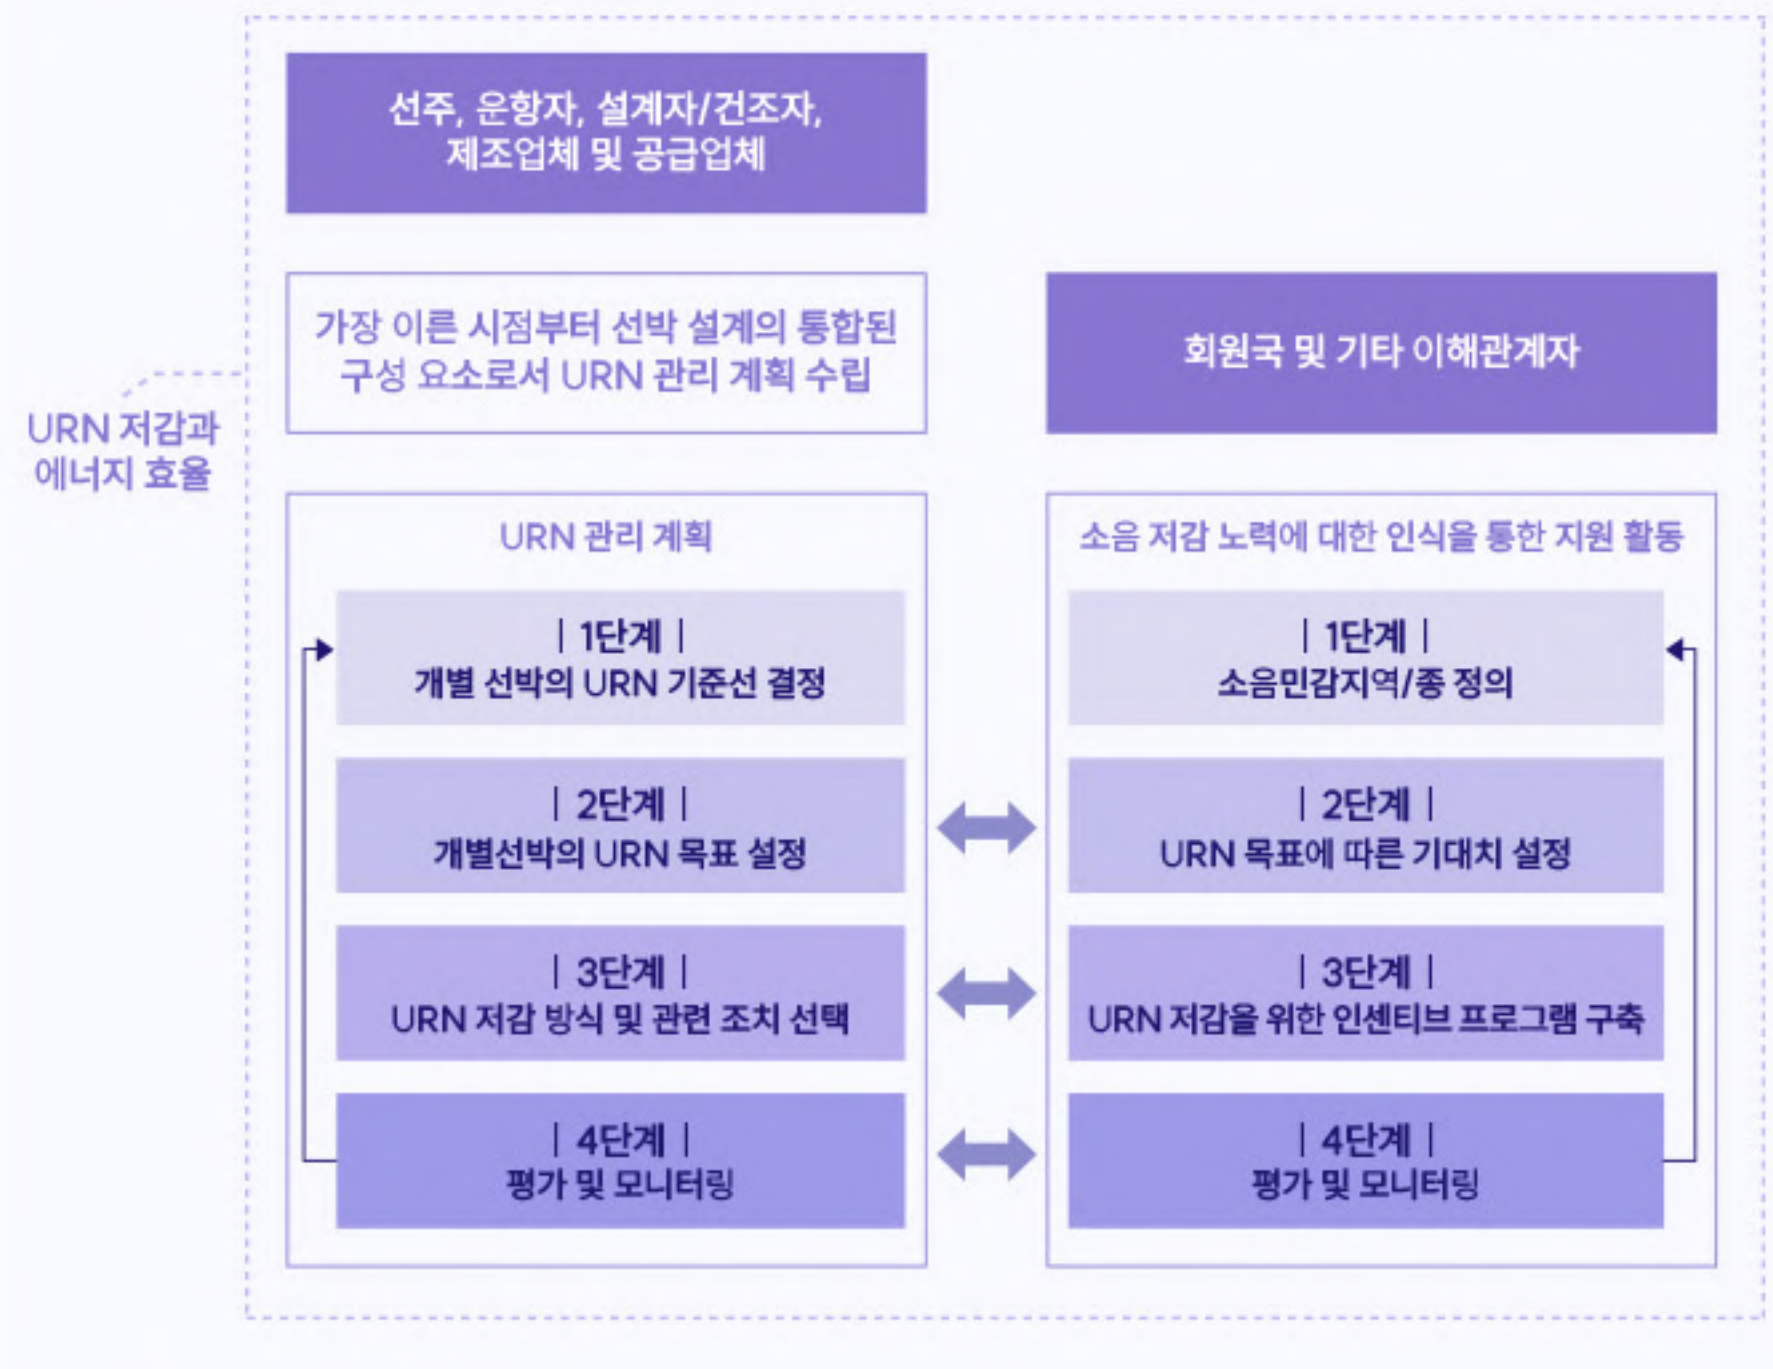 선주, 운항자, 설계자/건조자,
제조업체 및 공급업체
가장 이른 시점부터 선박 설계의 통합된
구성 요소로서 URN 관리 계획 수립
회원국 및 기타 이해관계자
URN 저감과
에너지 효율
URN 관리 계획
| 1단계 |
개별 선박의 URN 기준선 결정
| 2단계 |
개별선박의 URN 목표 설정
| 3단계 |
URN 저감 방식 및 관련 조치 선택
| 4단계 |
평가 및 모니터링
소음 저감 노력에 대한 인식을 통한 지원 활동
| 1단계 |
소음민감지역/종 정의
| 2단계 |
URN 목표에 따른 기대치 설정
| 3단계 |
URN 저감을 위한 인센티브 프로그램 구축
| 4단계 |
평가 및 모니터링